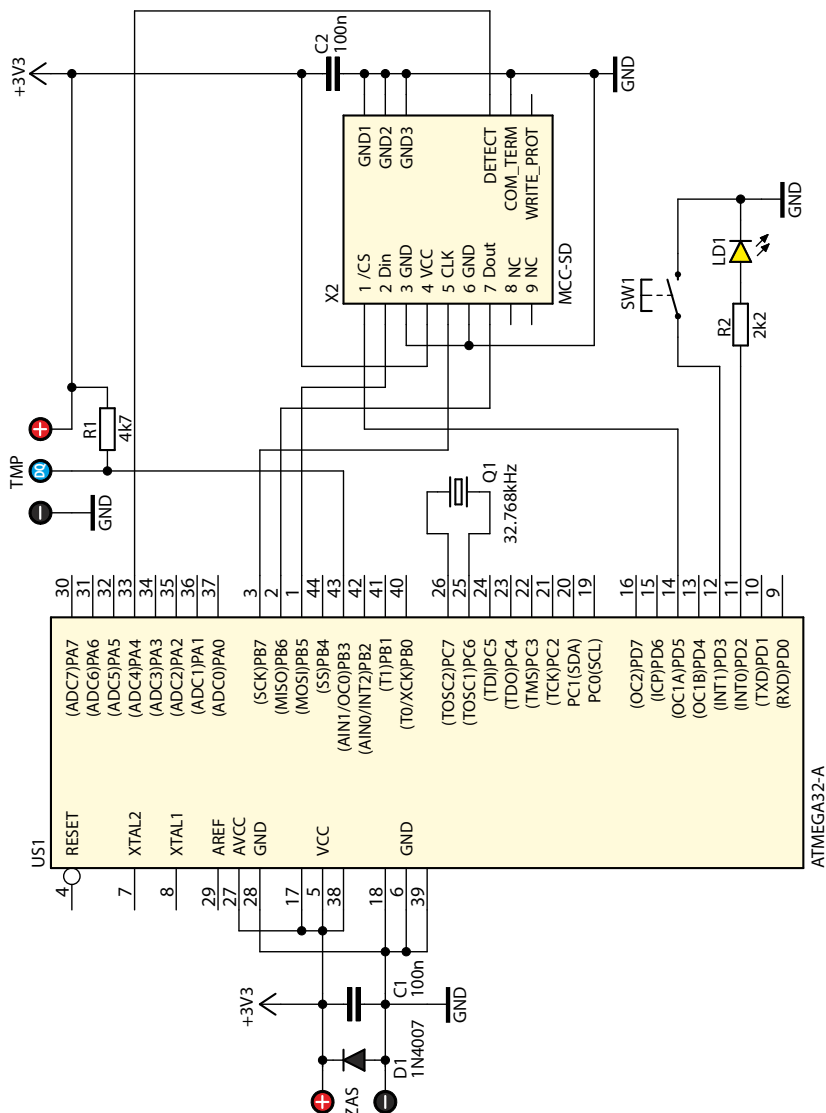 +3V3
C2
100n
GND
GND1
GND2
GND3
DETECT
COM_TERM
WRITE_PROT
X2
1 /CS
2 Din
3 GND
4 VCC
5 CLK
6 GND
7 Dout
8 NC
9 NC
MCC-SD
TMP
+
DQ
–
R1
4k7
GND
Q1
32.768kHz
SW1
LD1
R2
2k2
GND
US1
30 (ADC7)PA7
31 (ADC6)PA6
32 (ADC5)PA5
33 (ADC4)PA4
34 (ADC3)PA3
35 (ADC2)PA2
36 (ADC1)PA1
37 (ADC0)PA0
3 (SCK)PB7
2 (MISO)PB6
1 (MOSI)PB5
44 (SS)PB4
43 (AIN1/OC0)PB3
42 (AIN0/INT2)PB2
41 (T1)PB1
40 (T0/XCK)PB0
26 (TOSC2)PC7
25 (TOSC1)PC6
24 (TDI)PC5
23 (TDO)PC4
22 (TMS)PC3
21 (TCK)PC2
20 PC1(SDA)
19 PC0(SCL)
16 (OC2)PD7
15 (ICP)PD6
14 (OC1A)PD5
13 (OC1B)PD4
12 (INT1)PD3
11 (INT0)PD2
10 (TXD)PD1
9 (RXD)PD0
4 RESET
7 XTAL2
8 XTAL1
29 AREF
27 AVCC
28 GND
17
5 VCC
38
18
6 GND
39
ATMEGA32-A
+3V3
C1
100n
GND
D1
1N4007
+
ZAS
–